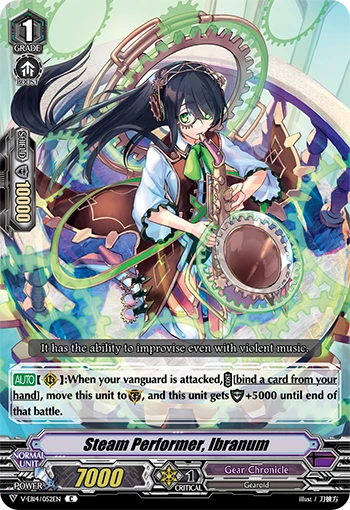 1
GRADE
BOOST
SHIELD
10000
It has the ability to improvise even with violent music.
AUTO [ ]:When your vanguard is attacked, [bind a card from your
hand], move this unit to , and this unit gets +5000 until end of
that battle.
Steam Performer, Ibranum
NORMAL
UNIT
POWER 7000 1 CRITICAL Gear Chronicle
Gearoid
V-EB14/052EN C illust / 刀彼方